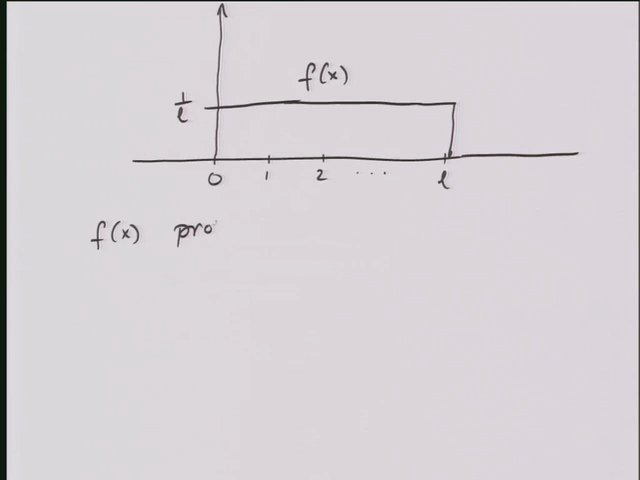 f(x)
1/l
0 1 2 ... l
f(x) pro